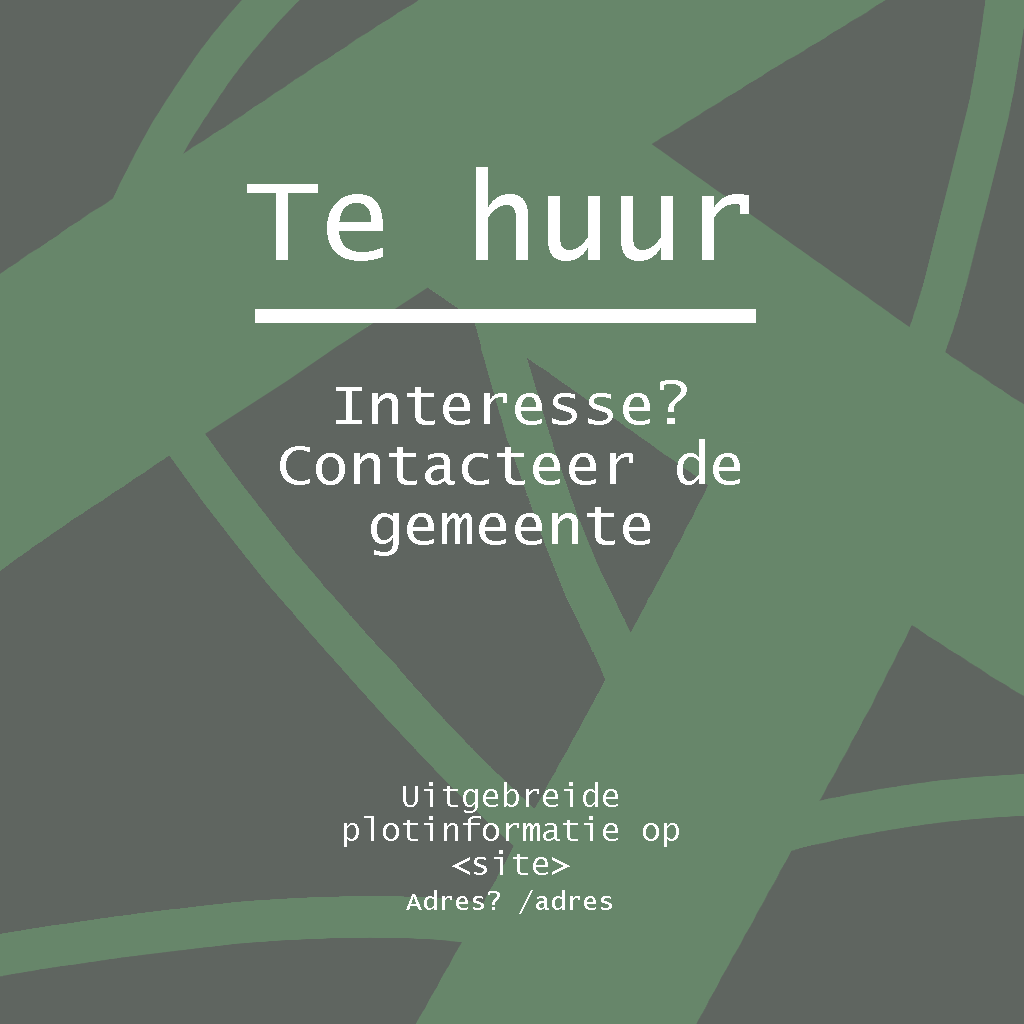 Te huur
Interesse?
Contacteer de
gemeente
Uitgebreide
plotinformatie op
<site>
Adres? /adres